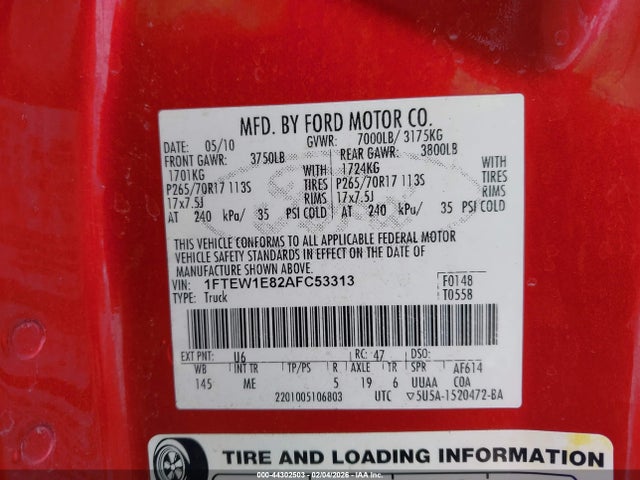 MFD. BY FORD MOTOR CO.
DATE: 05/10 GVWR: 7000LB/ 3175KG
FRONT GAWR: 3750LB REAR GAWR: 3800LB
1701KG WITH 1724KG WITH
P265/70R17 113S TIRES P265/70R17 113S TIRES
17x7.5J RIMS 17x7.5J RIMS
AT 240 kPa/ 35 PSI COLD AT 240 kPa/ 35 PSI COLD
THIS VEHICLE CONFORMS TO ALL APPLICABLE FEDERAL MOTOR
VEHICLE SAFETY STANDARDS IN EFFECT ON THE DATE OF
MANUFACTURE SHOWN ABOVE.
VIN: 1FTEW1E82AFC53313 F0148
TYPE: Truck T0558
EXT PNT: U6 RC: 47 DSO:
WB INT TR TP/PS R AXLE TR SPR AF614
145 ME 5 19 6 UUAA COA
2201005106803 UTC ▽5U5A-1520472-BA
TIRE AND LOADING INFORMATION
000-44302503 - 02/04/2026 - IAA Inc.